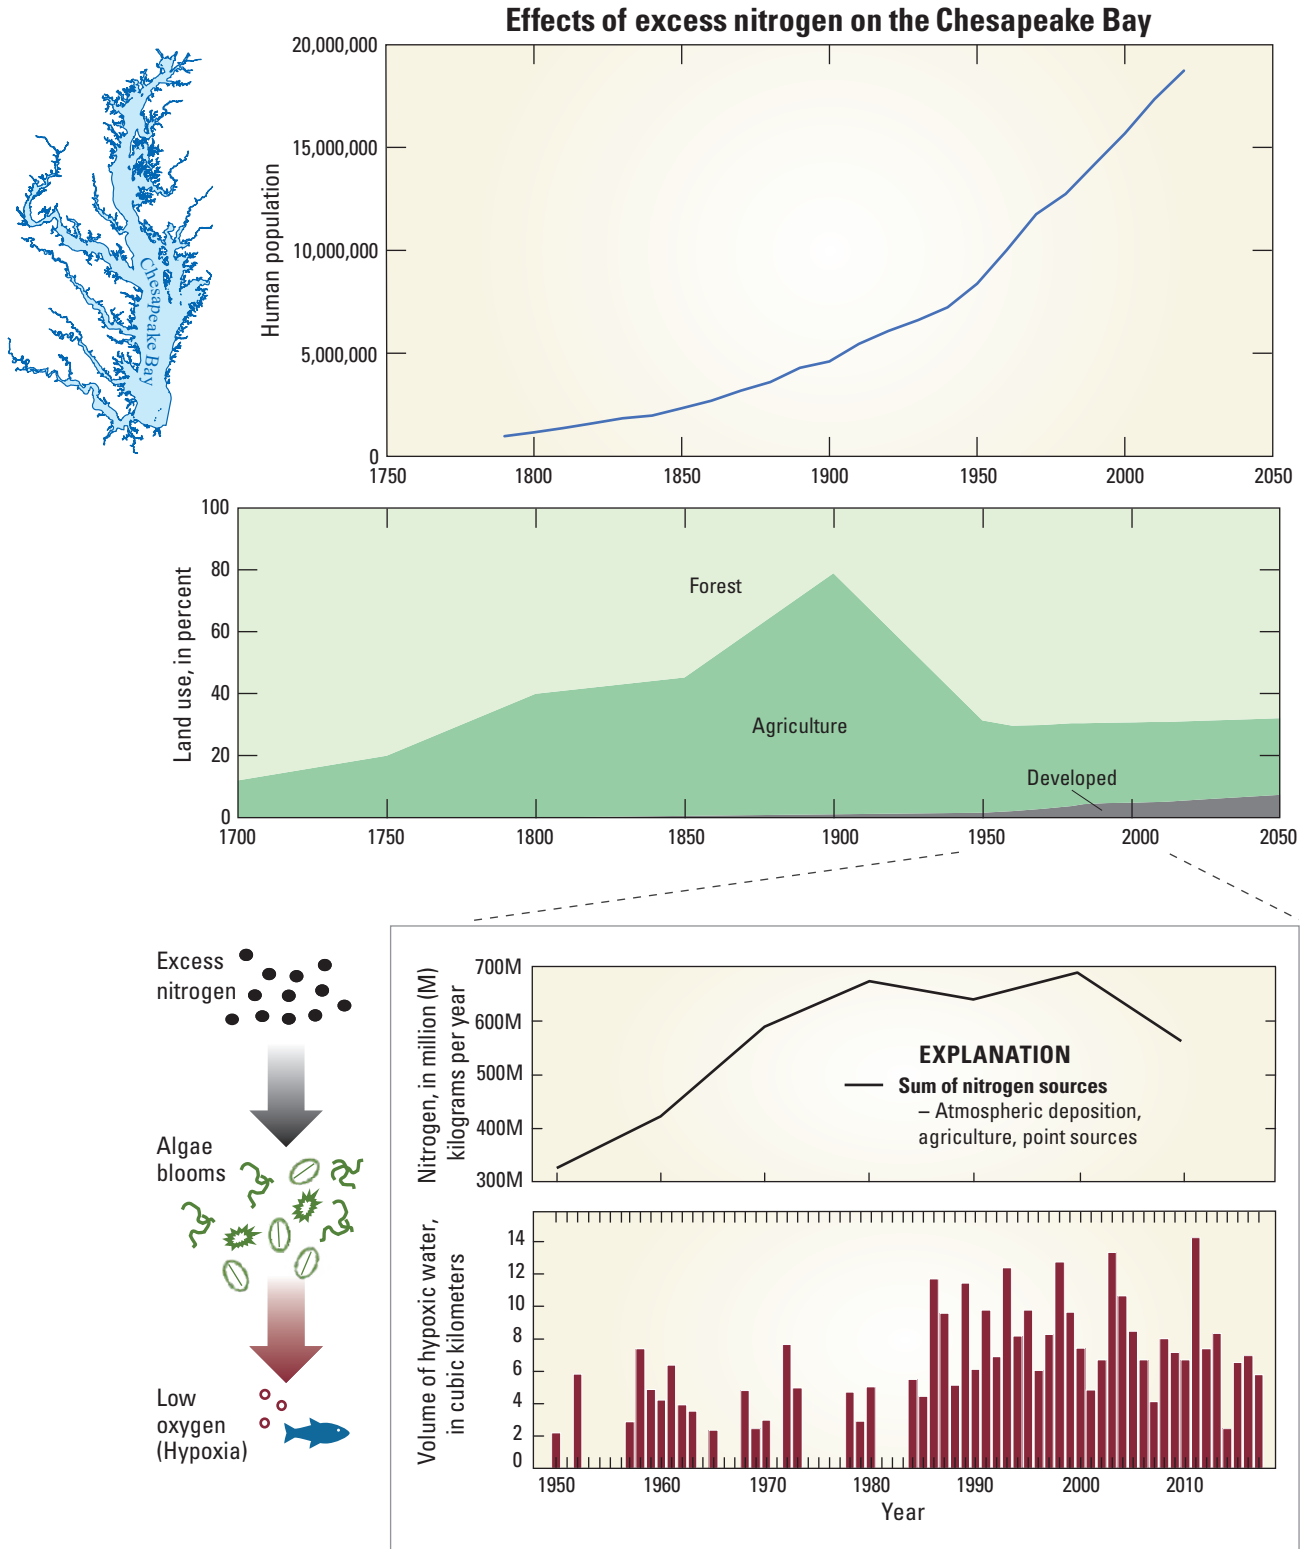 Effects of excess nitrogen on the Chesapeake Bay
Chesapeake Bay
Human population
20,000,000
15,000,000
10,000,000
5,000,000
0
1750 1800 1850 1900 1950 2000 2050
Land use, in percent
100
80
60
40
20
0
Forest
Agriculture
Developed
1700 1750 1800 1850 1900 1950 2000 2050
Excess
nitrogen
Algae
blooms
Low
oxygen
(Hypoxia)
Nitrogen, in million (M)
kilograms per year
700M
600M
500M
400M
300M
EXPLANATION
Sum of nitrogen sources
– Atmospheric deposition,
agriculture, point sources
Volume of hypoxic water,
in cubic kilometers
14
12
10
8
6
4
2
0
1950 1960 1970 1980 1990 2000 2010
Year